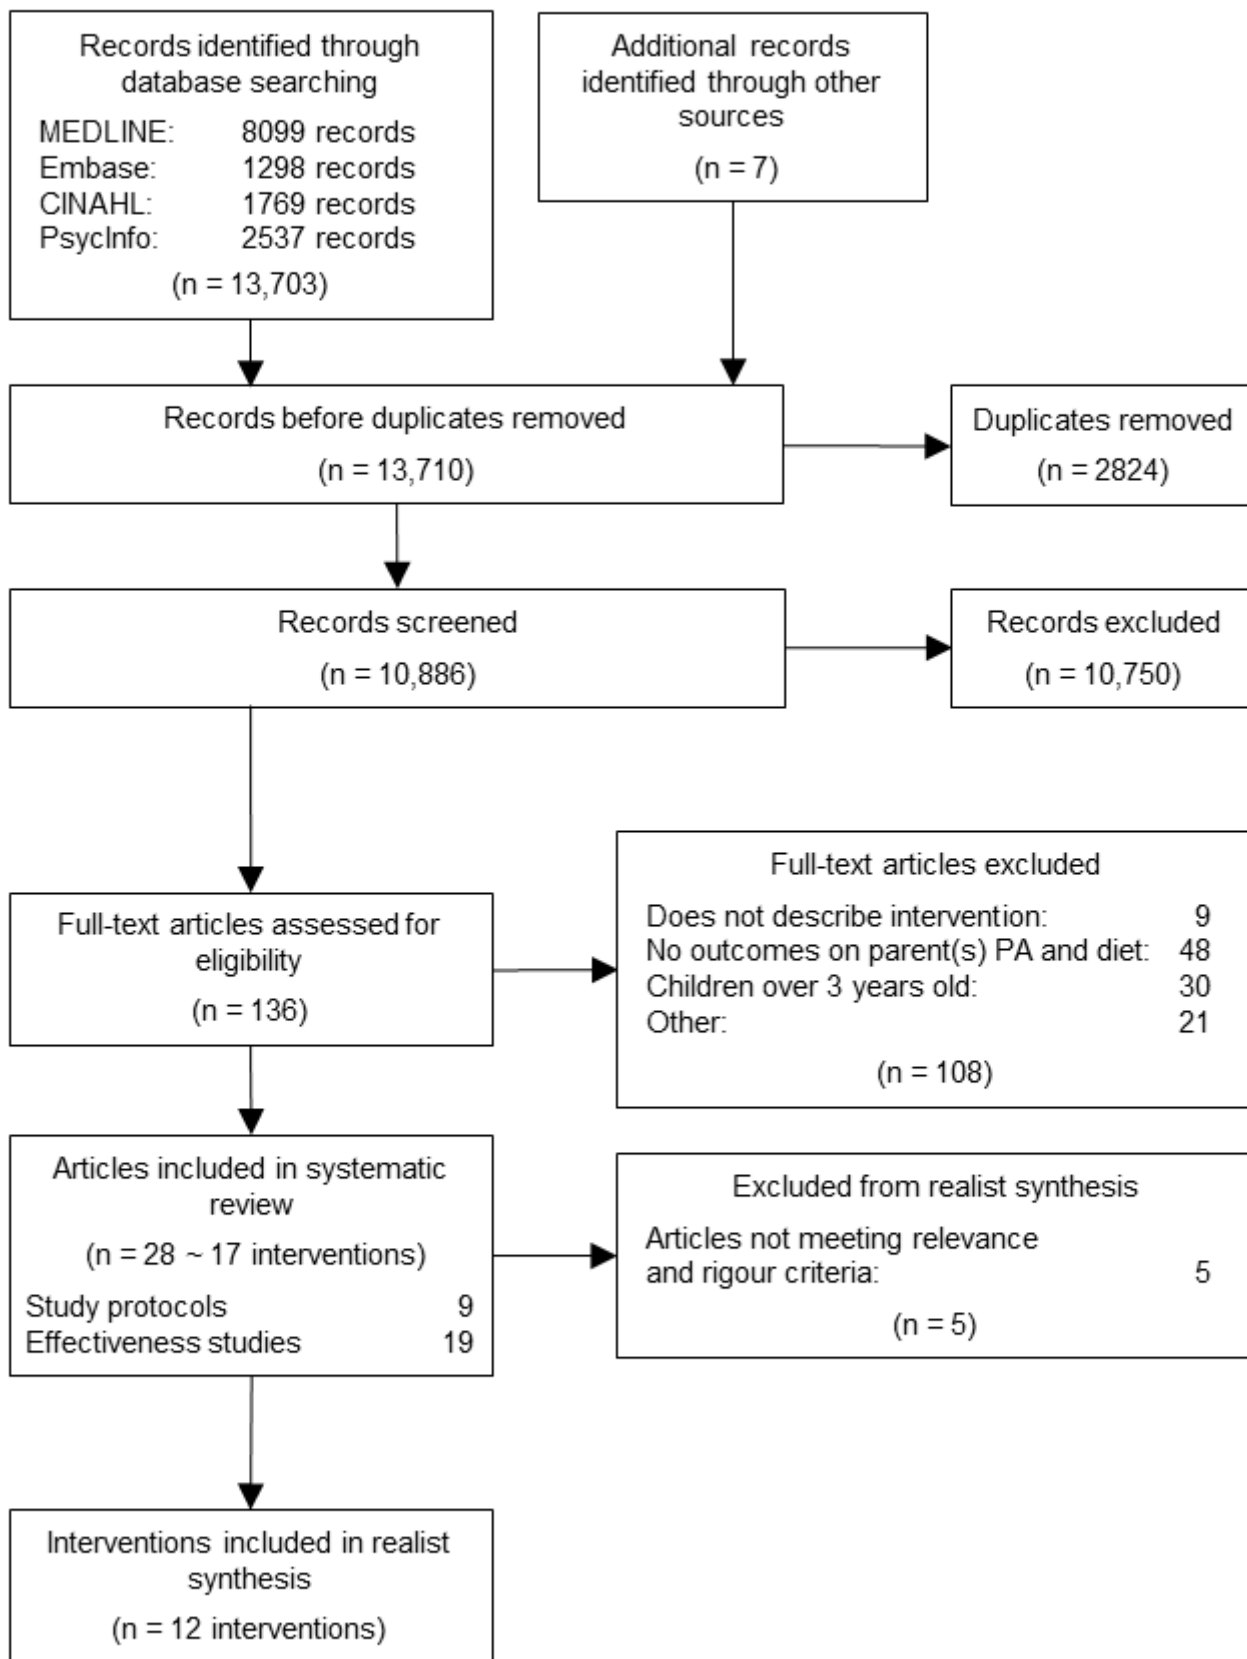 Records identified through
database searching
MEDLINE: 8099 records
Embase: 1298 records
CINAHL: 1769 records
PsycInfo: 2537 records
(n = 13,703)
Additional records
identified through other
sources
(n = 7)
Records before duplicates removed
(n = 13,710)
Duplicates removed
(n = 2824)
Records screened
(n = 10,886)
Records excluded
(n = 10,750)
Full-text articles assessed for
eligibility
(n = 136)
Full-text articles excluded
Does not describe intervention: 9
No outcomes on parent(s) PA and diet: 48
Children over 3 years old: 30
Other: 21
(n = 108)
Articles included in systematic
review
(n = 28 ~ 17 interventions)
Study protocols 9
Effectiveness studies 19
Excluded from realist synthesis
Articles not meeting relevance
and rigour criteria: 5
(n = 5)
Interventions included in realist
synthesis
(n = 12 interventions)